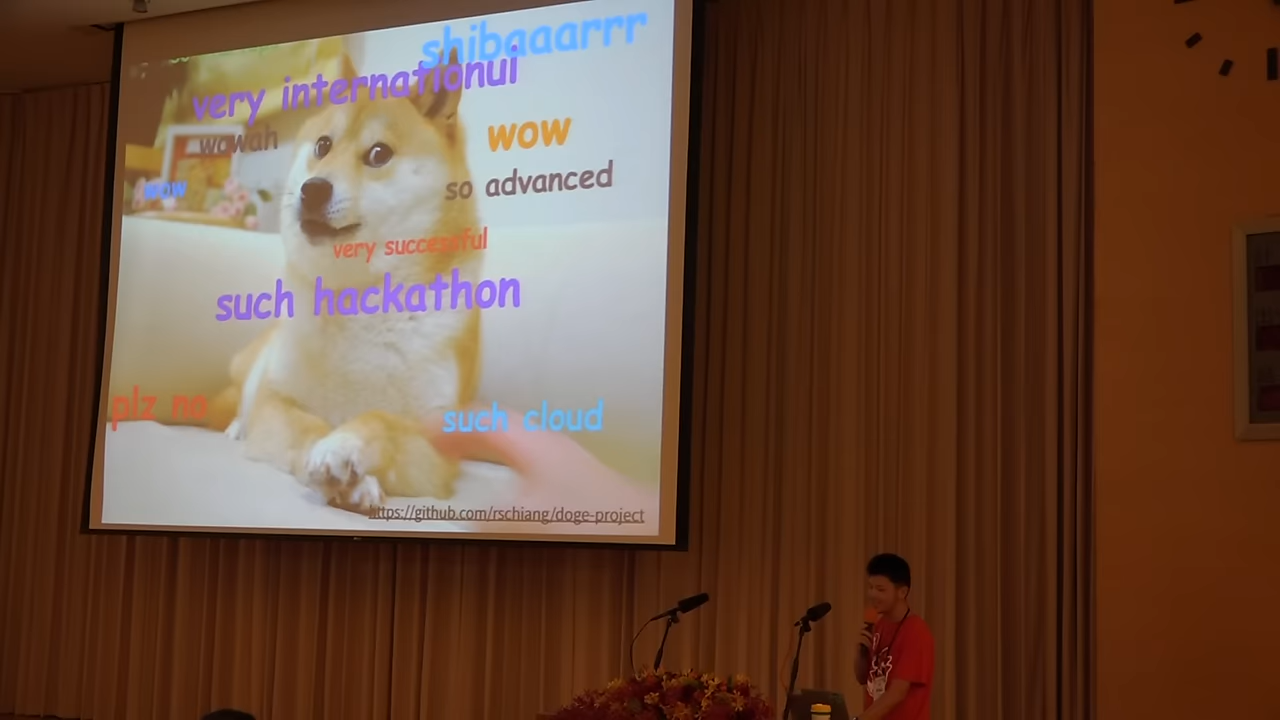 shibaaarrr
very internationul
wowah
wow
wow
so advanced
very successful
such hackathon
plz no
such cloud
https://github.com/rschiang/doge-project